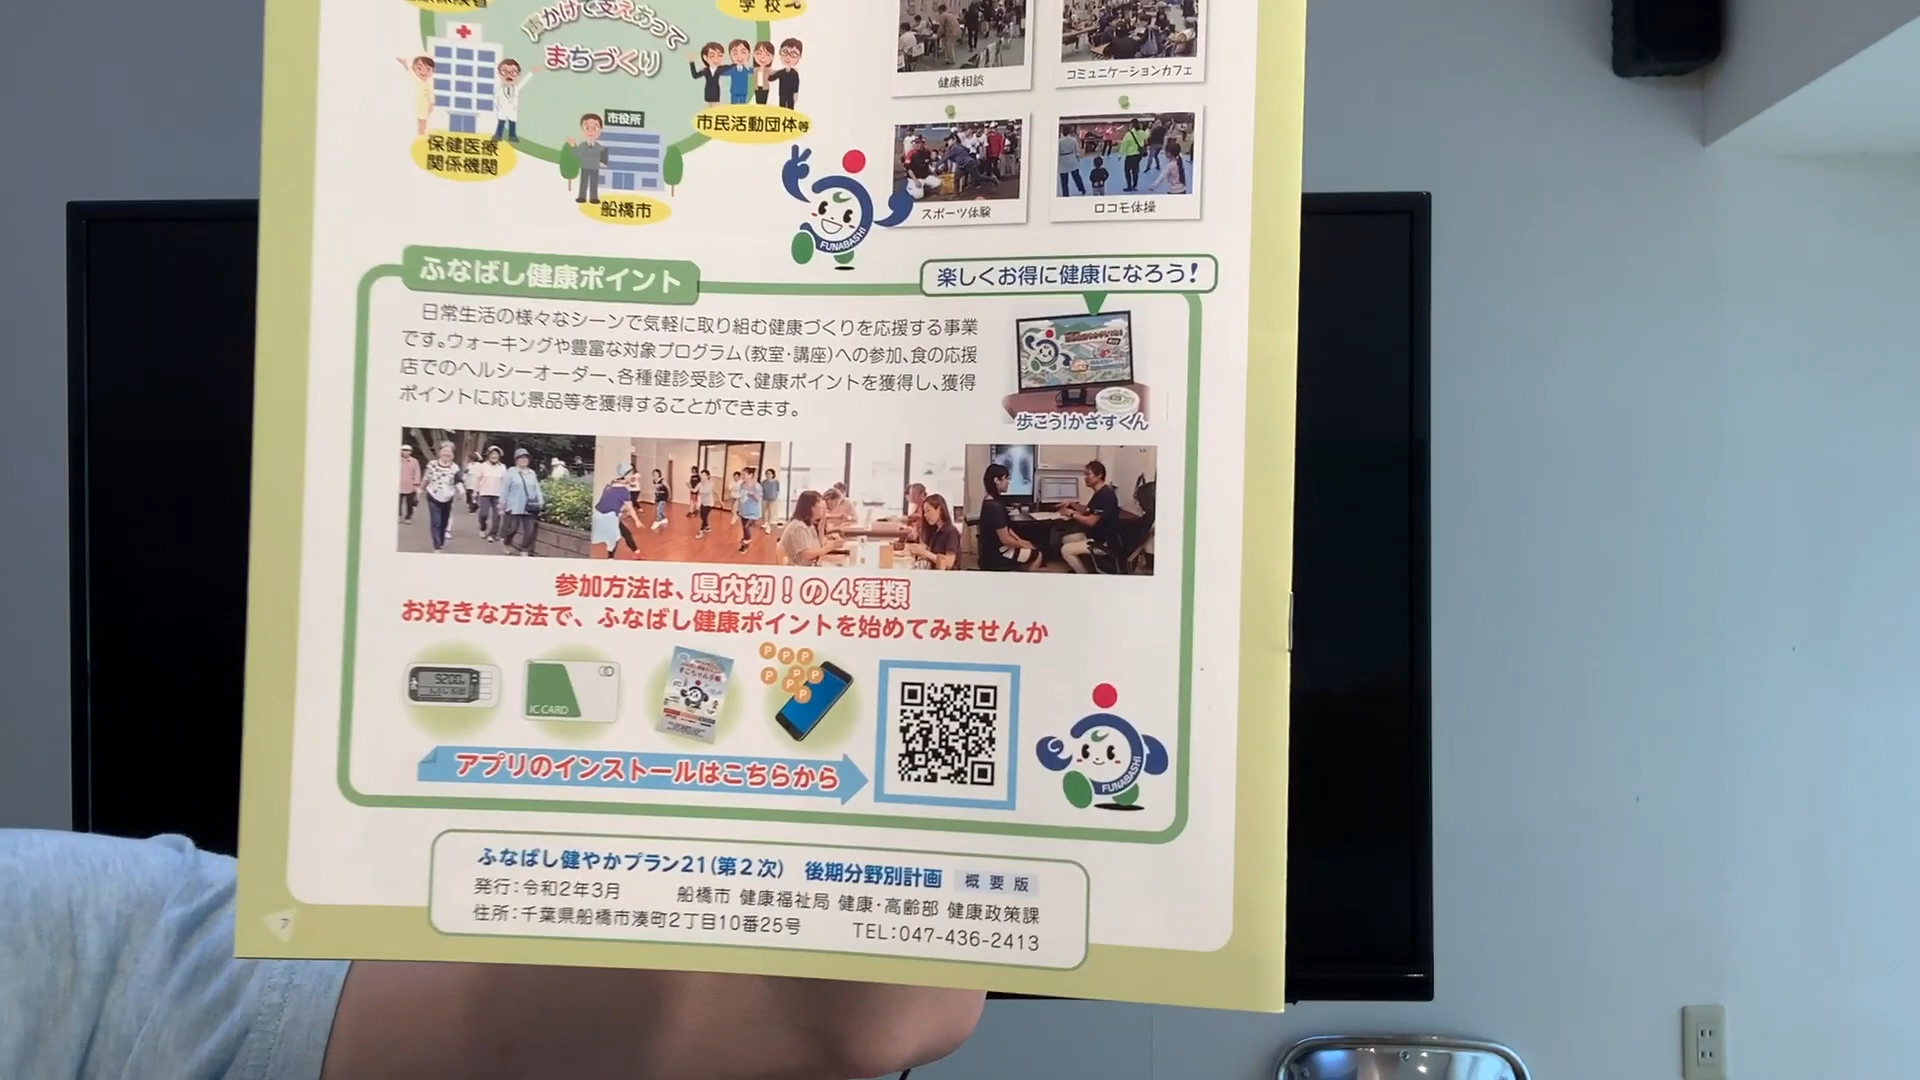 学校
声かけて支えあって
まちづくり
市役所
保健医療
関係機関
市民活動団体等
船橋市
健康相談
コミュニケーションカフェ
スポーツ体験
ロコモ体操
FUNABASHI
ふなばし健康ポイント
楽しくお得に健康になろう！
日常生活の様々なシーンで気軽に取り組む健康づくりを応援する事業
です。ウォーキングや豊富な対象プログラム（教室・講座）への参加、食の応援
店でのヘルシーオーダー、各種健診受診で、健康ポイントを獲得し、獲得
ポイントに応じ景品等を獲得することができます。
歩こう!かざすくん
参加方法は、県内初！の４種類
お好きな方法で、ふなばし健康ポイントを始めてみませんか
9200
IC CARD
P P P P P P P P
アプリのインストールはこちらから
FUNABASHI
ふなばし健やかプラン21（第２次） 後期分野別計画 概要版
発行：令和2年3月 船橋市 健康福祉局 健康・高齢部 健康政策課
住所：千葉県船橋市湊町2丁目10番25号 TEL：047-436-2413
7